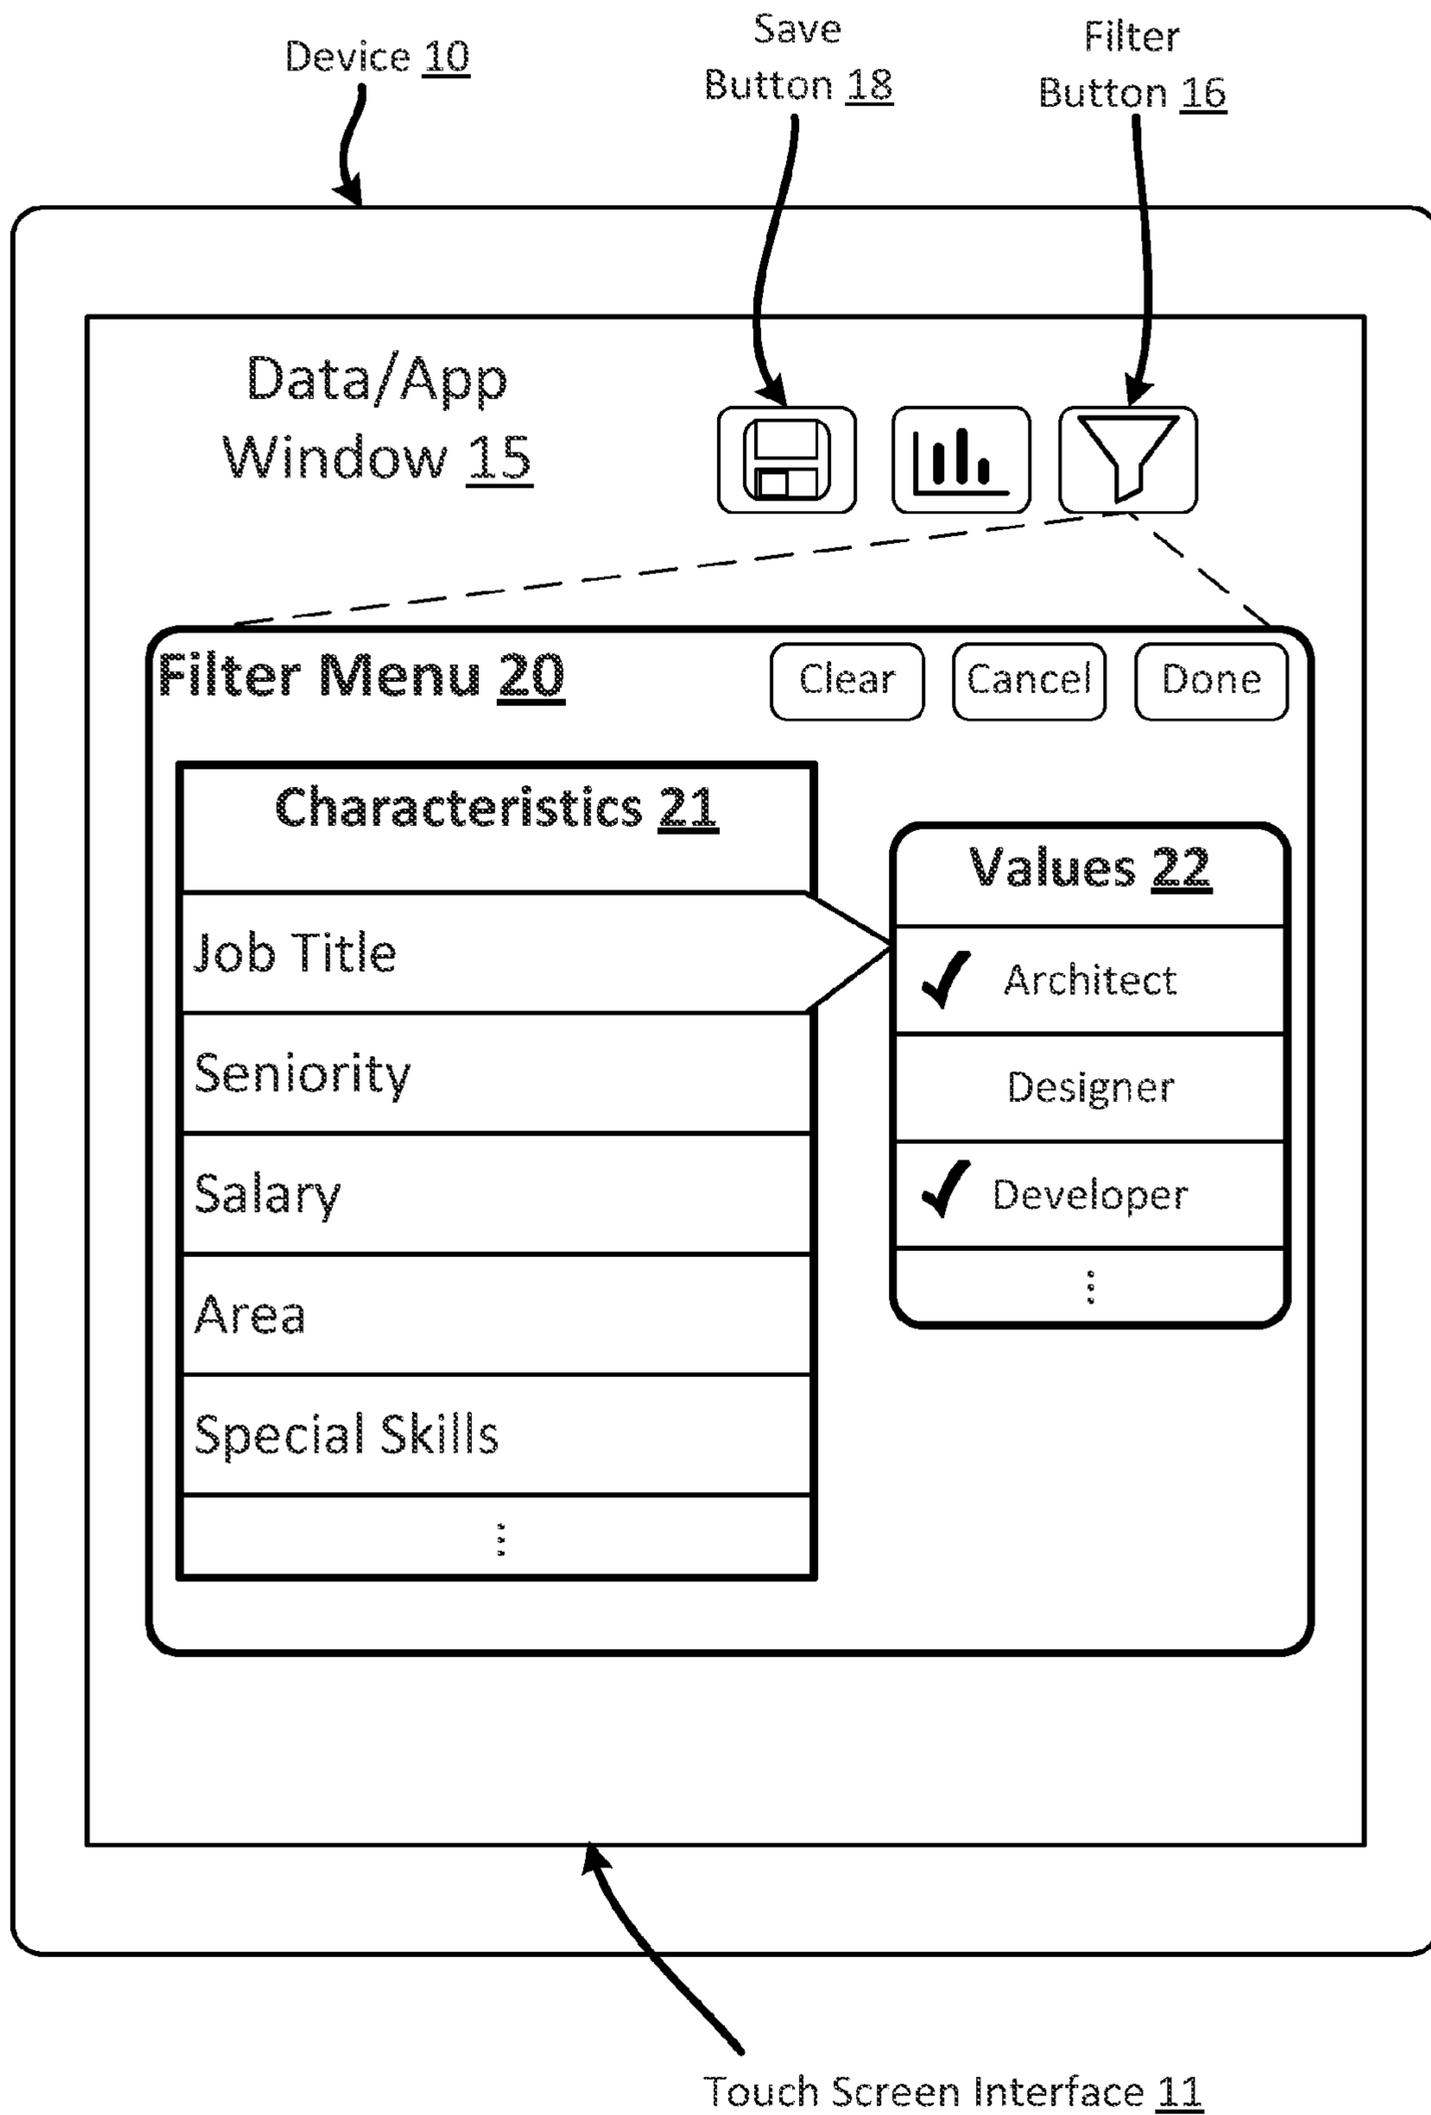 Device 10
Save
Button 18
Filter
Button 16
Data/App
Window 15
Filter Menu 20
Clear
Cancel
Done
Characteristics 21
Job Title
Seniority
Salary
Area
Special Skills
⋮
Values 22
Architect
Designer
Developer
⋮
Touch Screen Interface 11